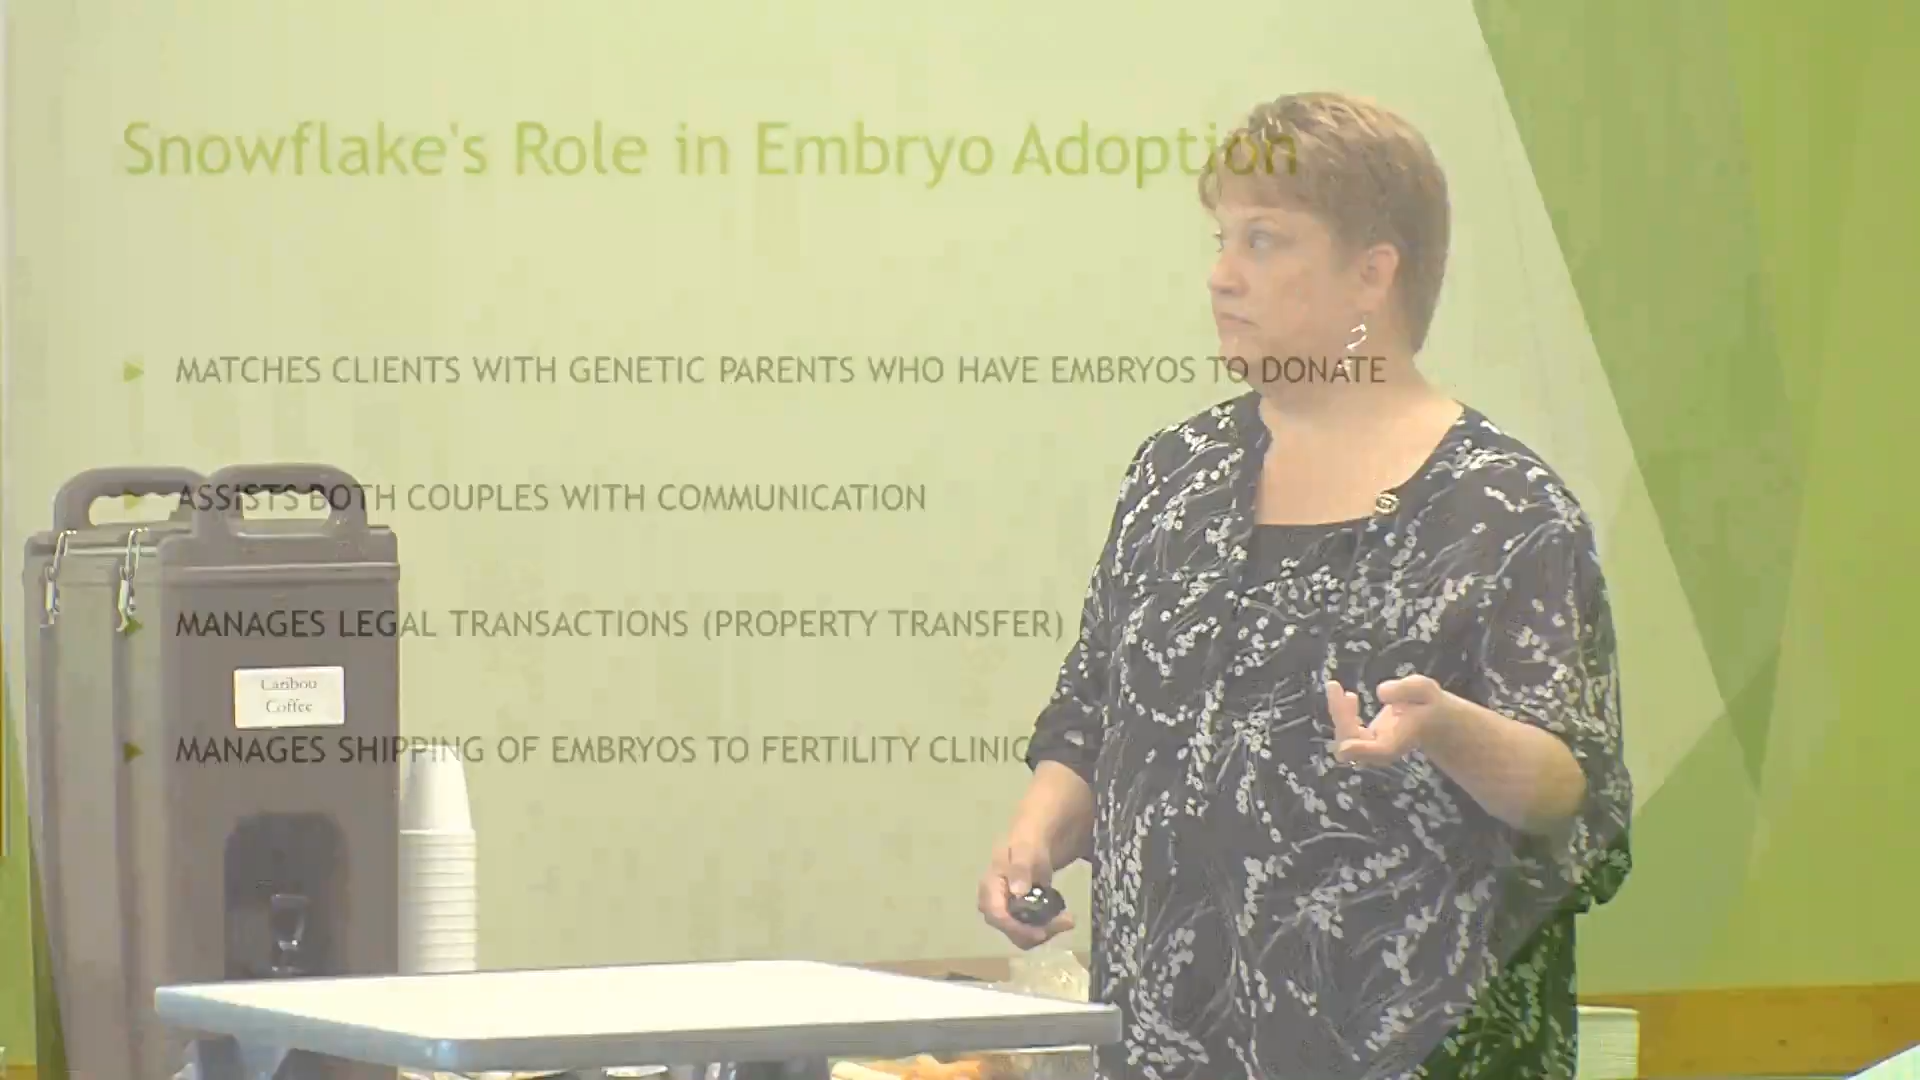 Snowflake's Role in Embryo Adoption
MATCHES CLIENTS WITH GENETIC PARENTS WHO HAVE EMBRYOS TO DONATE
ASSISTS BOTH COUPLES WITH COMMUNICATION
MANAGES LEGAL TRANSACTIONS (PROPERTY TRANSFER)
Caribou
Coffee
MANAGES SHIPPING OF EMBRYOS TO FERTILITY CLINIC